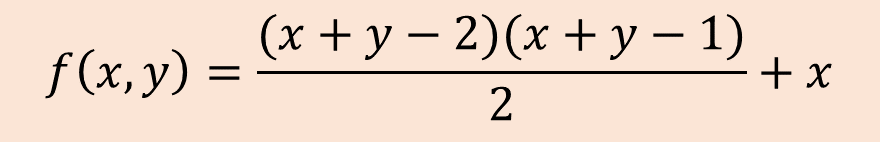 f(x, y) = (x + y − 2)(x + y − 1) / 2 + x